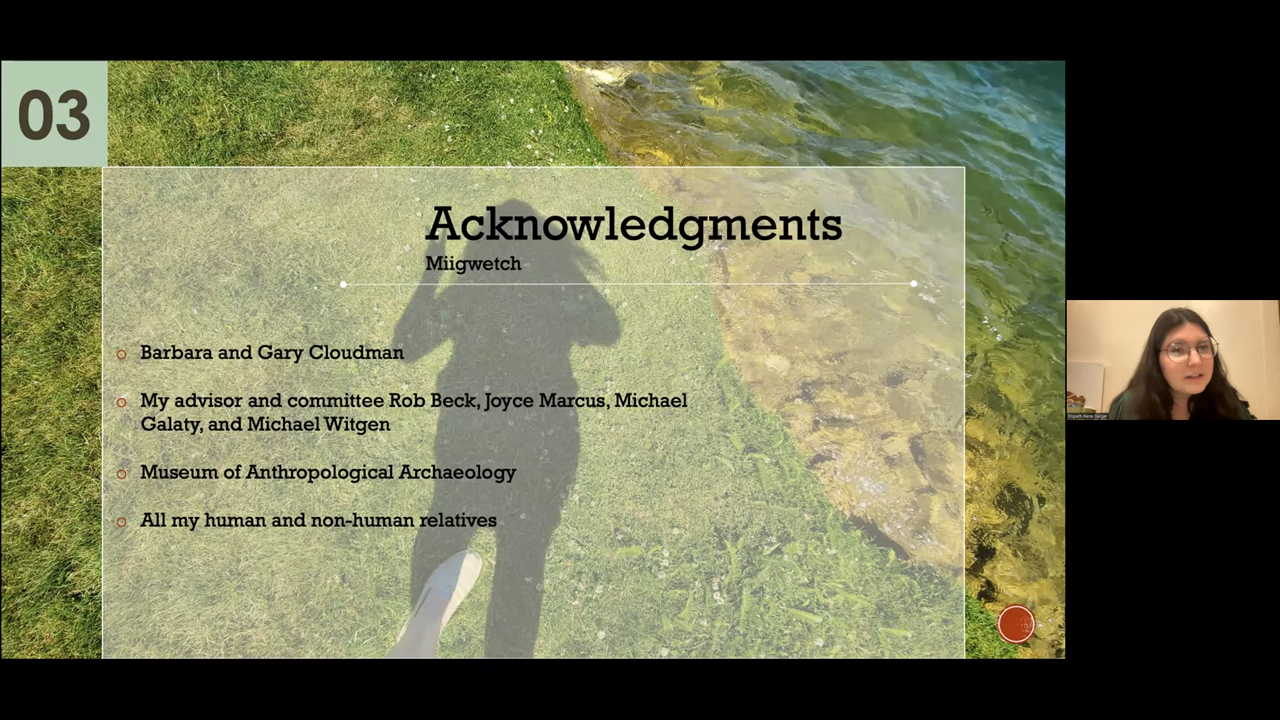 03
Acknowledgments
Miigwetch
Barbara and Gary Cloudman
My advisor and committee Rob Beck, Joyce Marcus, Michael
Galaty, and Michael Witgen
Museum of Anthropological Archaeology
All my human and non-human relatives